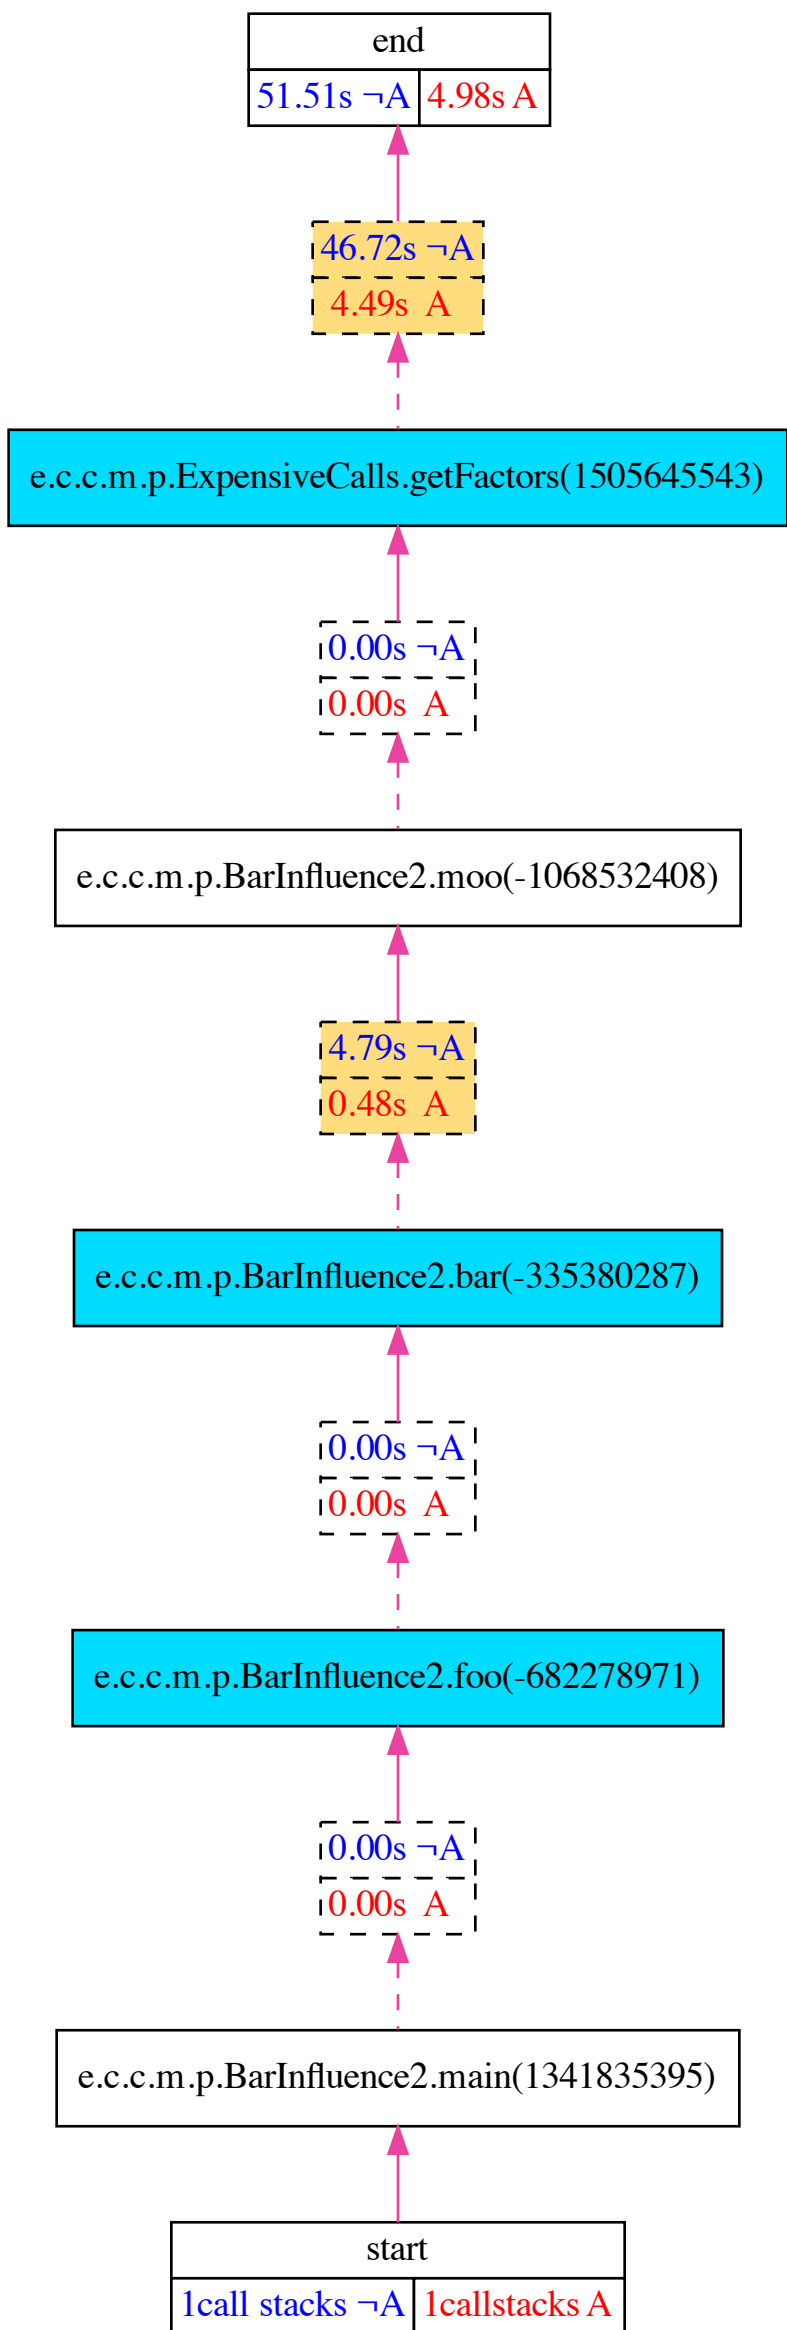 end
51.51s ¬A 4.98s A
46.72s ¬A
4.49s A
e.c.c.m.p.ExpensiveCalls.getFactors(1505645543)
0.00s ¬A
0.00s A
e.c.c.m.p.BarInfluence2.moo(-1068532408)
4.79s ¬A
0.48s A
e.c.c.m.p.BarInfluence2.bar(-335380287)
0.00s ¬A
0.00s A
e.c.c.m.p.BarInfluence2.foo(-682278971)
0.00s ¬A
0.00s A
e.c.c.m.p.BarInfluence2.main(1341835395)
start
1call stacks ¬A 1callstacks A